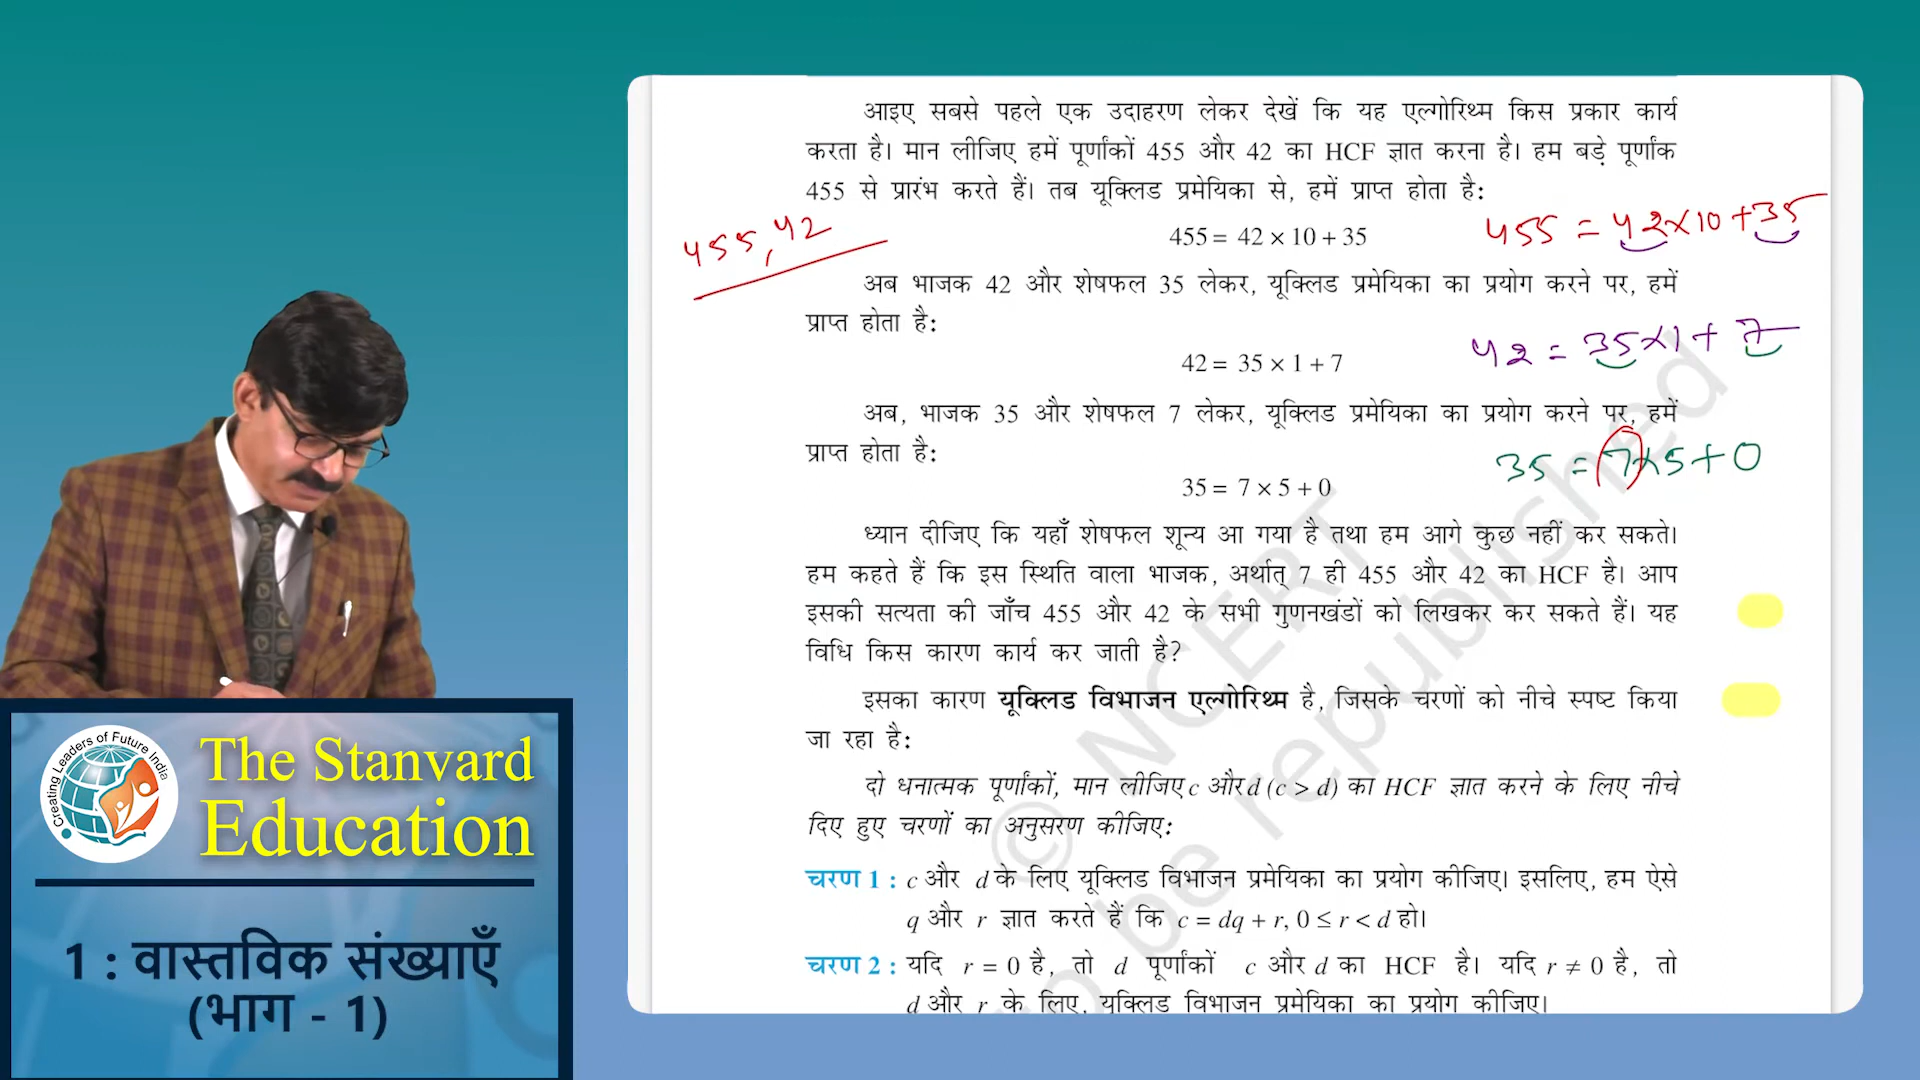 आइए सबसे पहले एक उदाहरण लेकर देखें कि यह एल्गोरिथ्म किस प्रकार कार्य
करता है। मान लीजिए हमें पूर्णांकों 455 और 42 का HCF ज्ञात करना है। हम बड़े पूर्णांक
455 से प्रारंभ करते हैं। तब यूक्लिड प्रमेयिका से, हमें प्राप्त होता है:
455, 42
455 = 42 × 10 + 35
455 = 42×10 +35
अब भाजक 42 और शेषफल 35 लेकर, यूक्लिड प्रमेयिका का प्रयोग करने पर, हमें
प्राप्त होता है:
42 = 35 × 1 + 7
42 = 35×1 + 7
अब, भाजक 35 और शेषफल 7 लेकर, यूक्लिड प्रमेयिका का प्रयोग करने पर, हमें
प्राप्त होता है:
35 = 7 × 5 + 0
35 = 7×5 + 0
ध्यान दीजिए कि यहाँ शेषफल शून्य आ गया है तथा हम आगे कुछ नहीं कर सकते।
हम कहते हैं कि इस स्थिति वाला भाजक, अर्थात् 7 ही 455 और 42 का HCF है। आप
इसकी सत्यता की जाँच 455 और 42 के सभी गुणनखंडों को लिखकर कर सकते हैं। यह
विधि किस कारण कार्य कर जाती है?
इसका कारण यूक्लिड विभाजन एल्गोरिथ्म है, जिसके चरणों को नीचे स्पष्ट किया
जा रहा है:
दो धनात्मक पूर्णांकों, मान लीजिए c और d (c > d) का HCF ज्ञात करने के लिए नीचे
दिए हुए चरणों का अनुसरण कीजिए:
चरण 1 : c और d के लिए यूक्लिड विभाजन प्रमेयिका का प्रयोग कीजिए। इसलिए, हम ऐसे
q और r ज्ञात करते हैं कि c = dq + r, 0 ≤ r < d हो।
चरण 2 : यदि r = 0 है, तो d पूर्णांकों c और d का HCF है। यदि r ≠ 0 है, तो
d और r के लिए, यूक्लिड विभाजन प्रमेयिका का प्रयोग कीजिए।
© NCERT
be republished
Creating Leaders of Future India
The Stanvard
Education
1 : वास्तविक संख्याएँ
(भाग - 1)